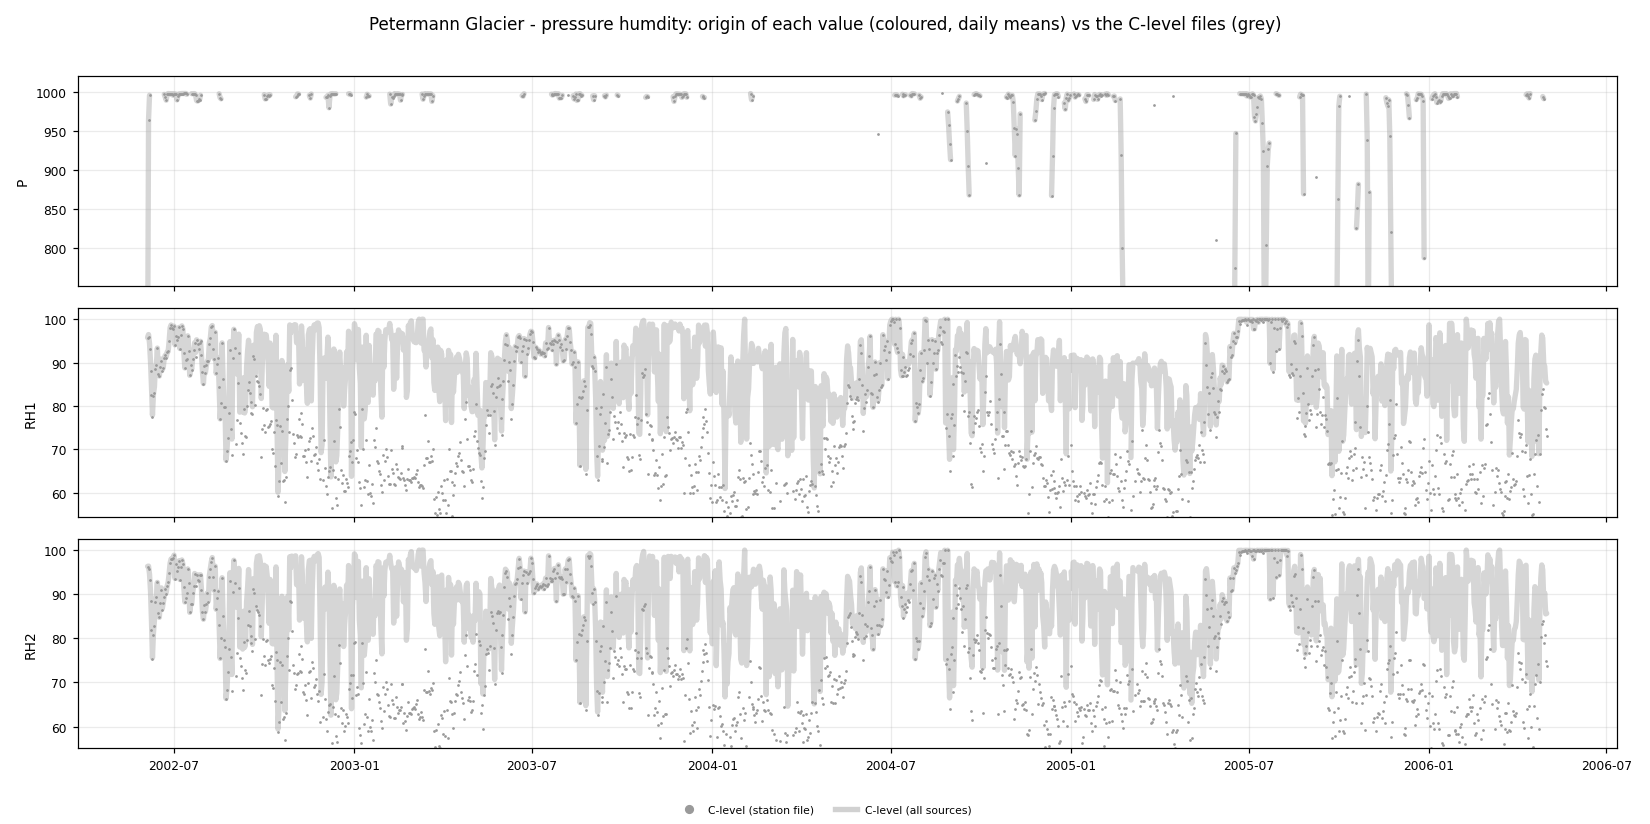 Petermann Glacier - pressure humdity: origin of each value (coloured, daily means) vs the C-level files (grey)
1000
950
900
850
800
P
100
90
80
70
60
RH1
100
90
80
70
60
RH2
2002-07 2003-01 2003-07 2004-01 2004-07 2005-01 2005-07 2006-01 2006-07
C-level (station file) C-level (all sources)